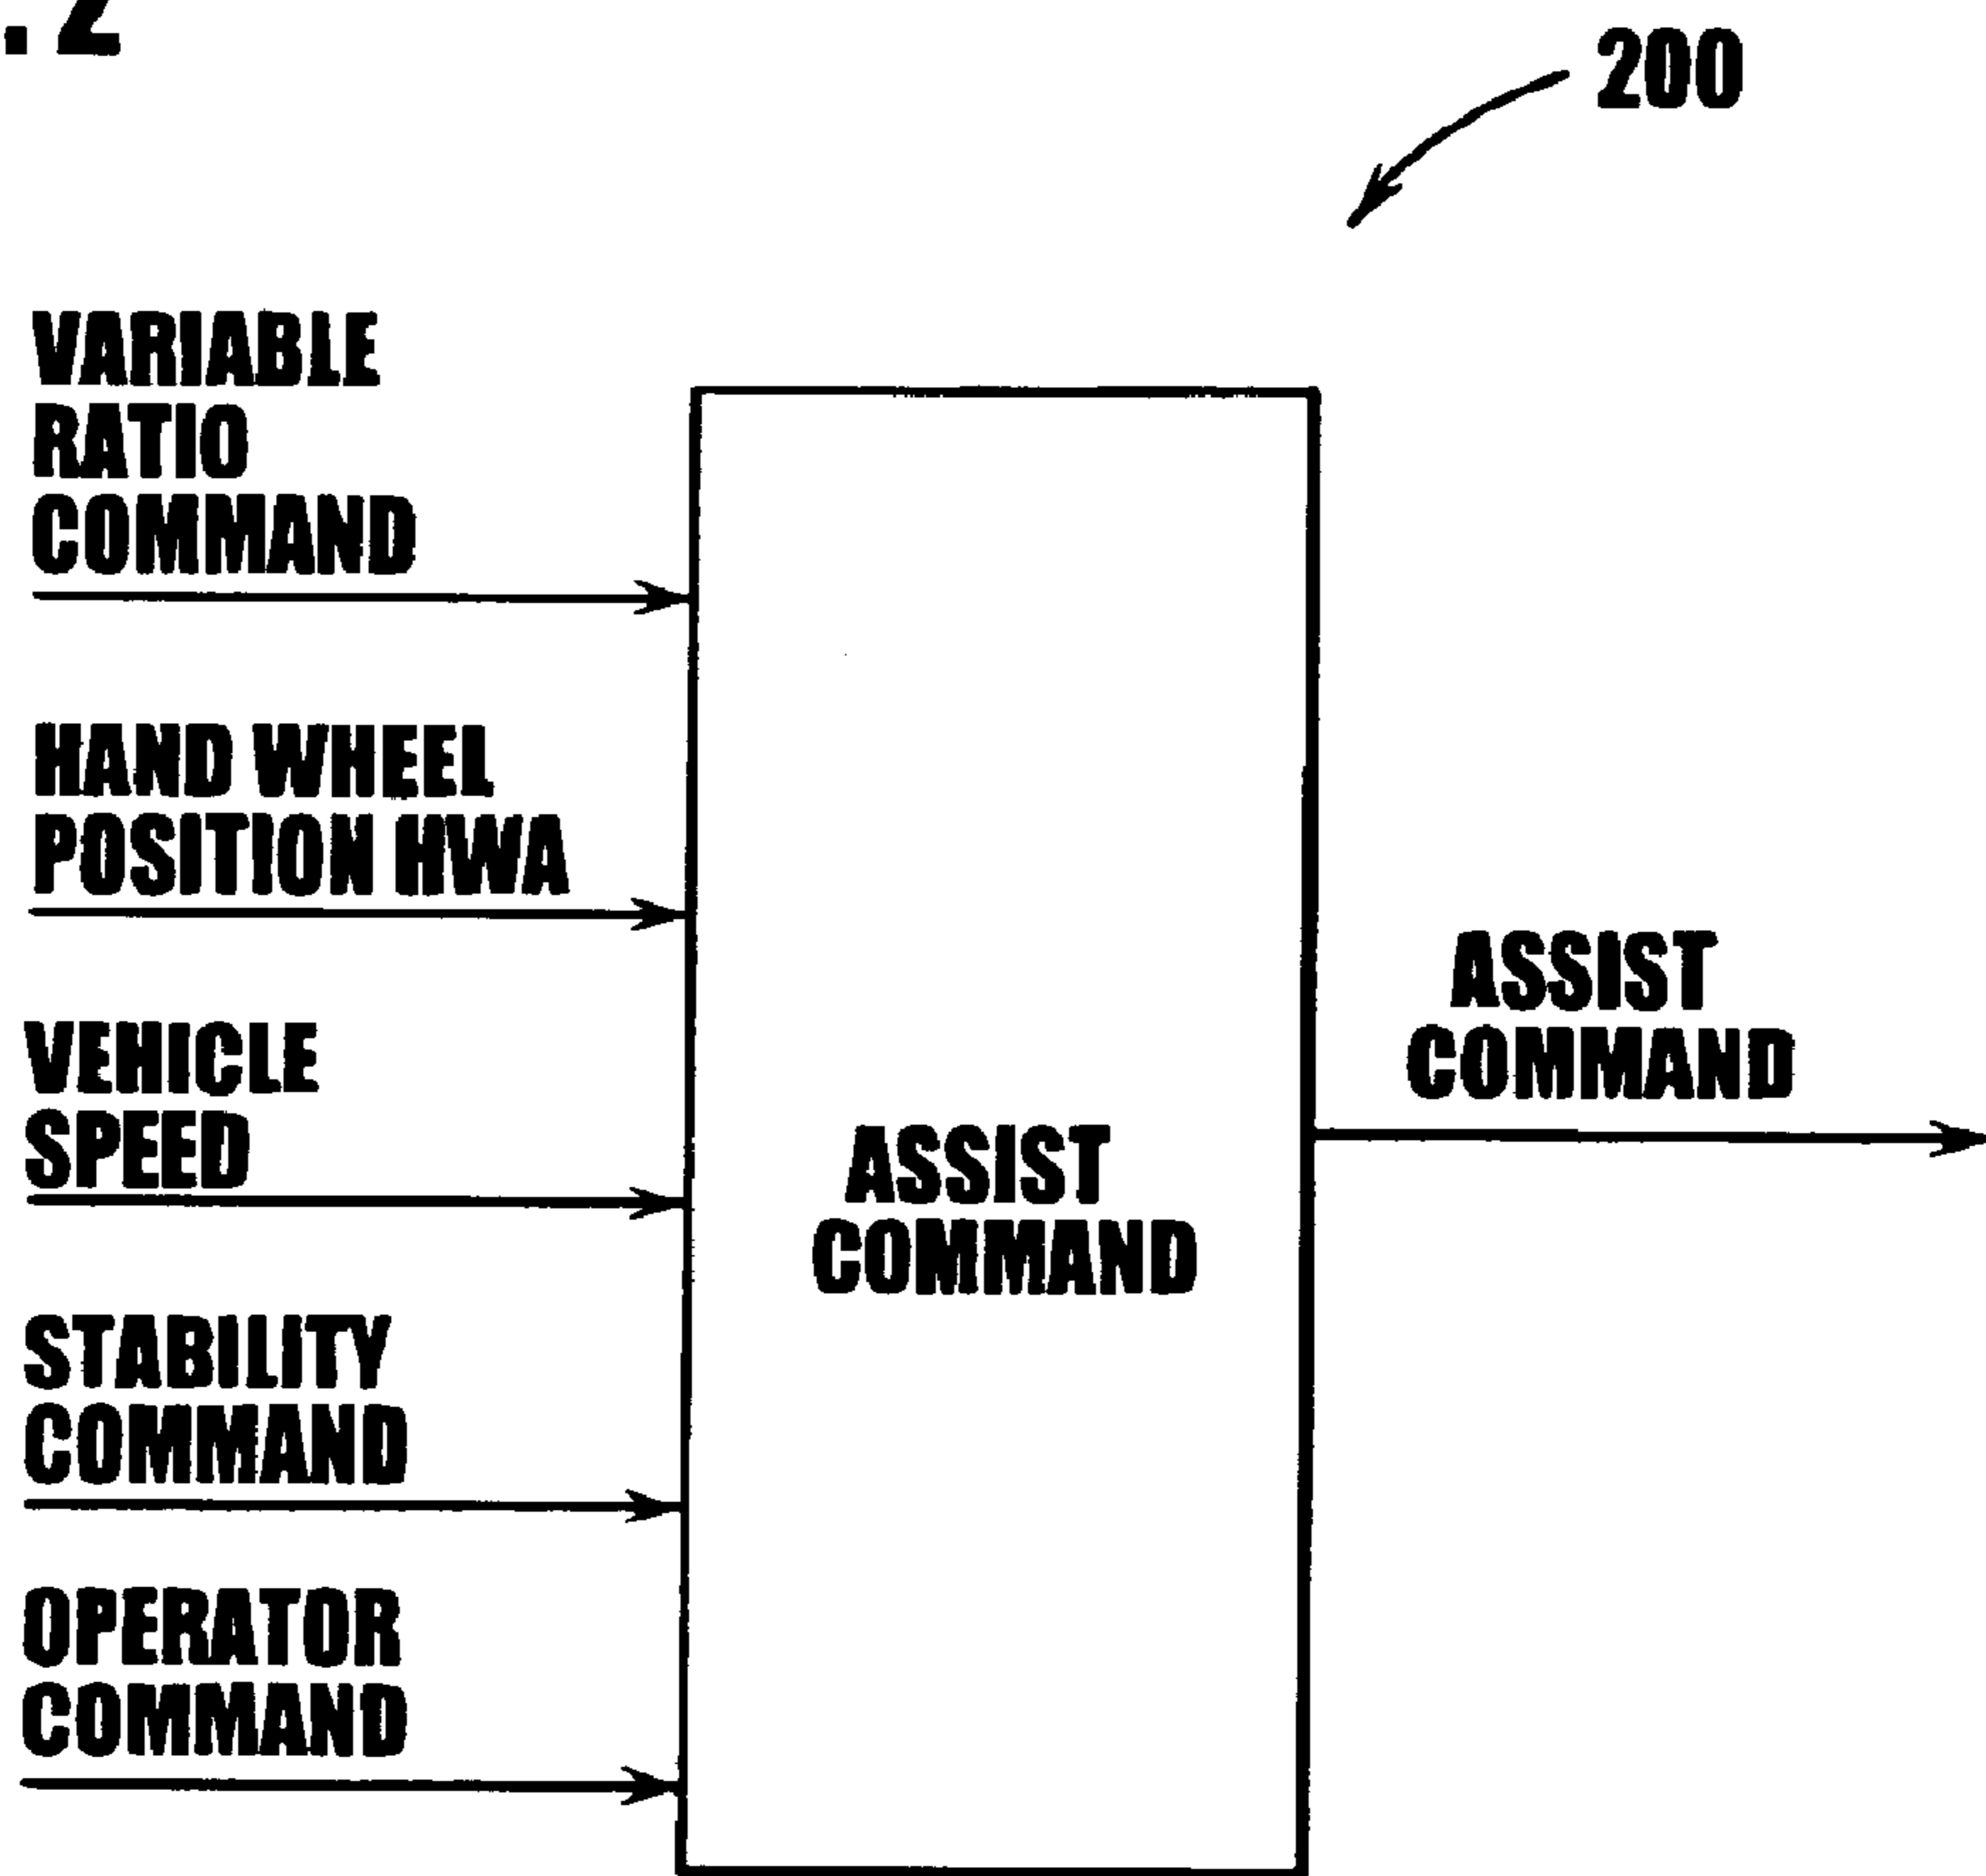 .2
200
VARIABLE
RATIO
COMMAND
HAND WHEEL
POSITION HWA
VEHICLE
SPEED
STABILITY
COMMAND
OPERATOR
COMMAND
ASSIST
COMMAND
ASSIST
COMMAND